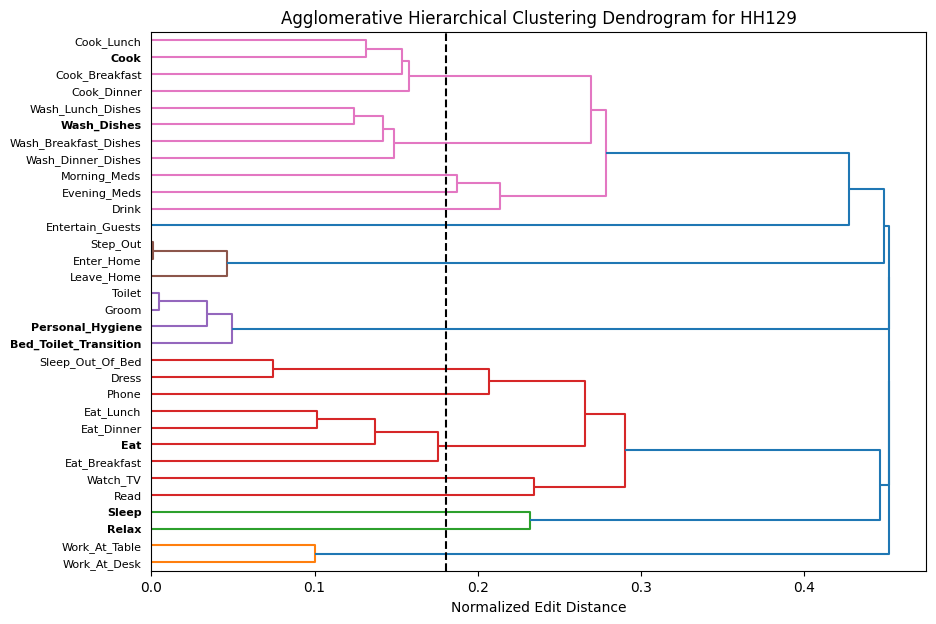 Agglomerative Hierarchical Clustering Dendrogram for HH129
Cook_Lunch
Cook
Cook_Breakfast
Cook_Dinner
Wash_Lunch_Dishes
Wash_Dishes
Wash_Breakfast_Dishes
Wash_Dinner_Dishes
Morning_Meds
Evening_Meds
Drink
Entertain_Guests
Step_Out
Enter_Home
Leave_Home
Toilet
Groom
Personal_Hygiene
Bed_Toilet_Transition
Sleep_Out_Of_Bed
Dress
Phone
Eat_Lunch
Eat_Dinner
Eat
Eat_Breakfast
Watch_TV
Read
Sleep
Relax
Work_At_Table
Work_At_Desk
0.0 0.1 0.2 0.3 0.4
Normalized Edit Distance